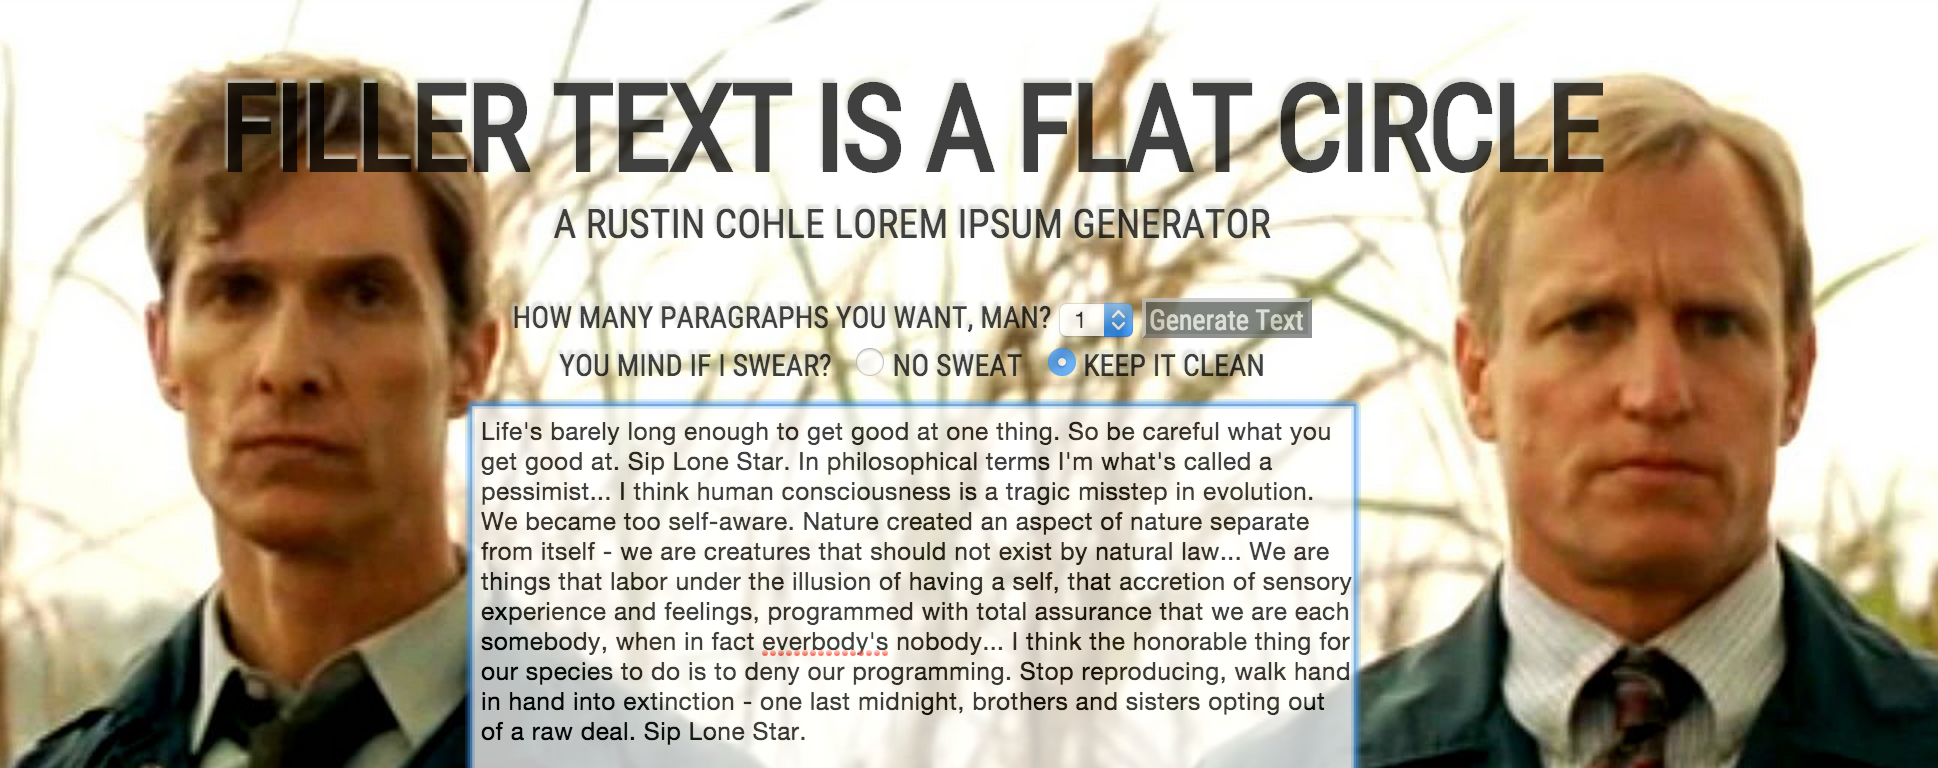 FILLER TEXT IS A FLAT CIRCLE
A RUSTIN COHLE LOREM IPSUM GENERATOR
HOW MANY PARAGRAPHS YOU WANT, MAN? 1 Generate Text
YOU MIND IF I SWEAR? NO SWEAT KEEP IT CLEAN
Life's barely long enough to get good at one thing. So be careful what you
get good at. Sip Lone Star. In philosophical terms I'm what's called a
pessimist... I think human consciousness is a tragic misstep in evolution.
We became too self-aware. Nature created an aspect of nature separate
from itself - we are creatures that should not exist by natural law... We are
things that labor under the illusion of having a self, that accretion of sensory
experience and feelings, programmed with total assurance that we are each
somebody, when in fact everbody's nobody... I think the honorable thing for
our species to do is to deny our programming. Stop reproducing, walk hand
in hand into extinction - one last midnight, brothers and sisters opting out
of a raw deal. Sip Lone Star.